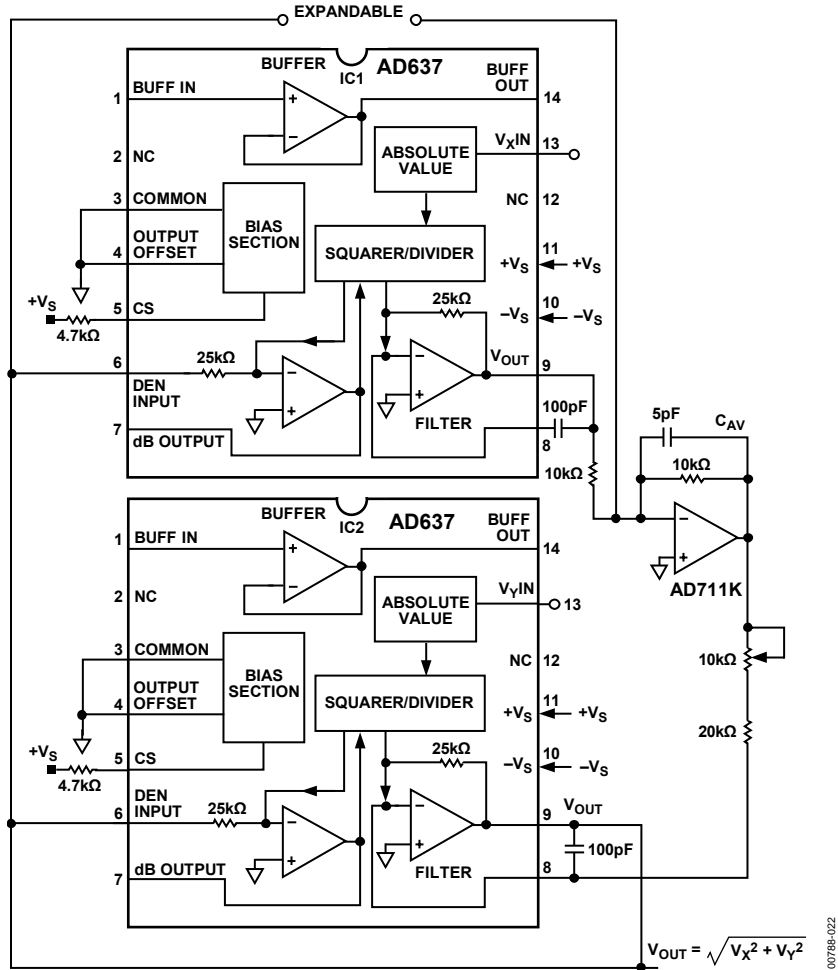 EXPANDABLE
BUFFER
IC1
AD637
BUFF
OUT
1
BUFF IN
+
14
−
ABSOLUTE
VALUE
VXIN
13
2
NC
3
COMMON
NC
12
BIAS
SECTION
4
OUTPUT
OFFSET
SQUARER/DIVIDER
11
+VS
+VS
25kΩ
10
−VS
−VS
+VS
5
CS
4.7kΩ
6
25kΩ
DEN
INPUT
−
+
−
+
VOUT
9
100pF
FILTER
8
7
dB OUTPUT
10kΩ
5pF
CAV
10kΩ
−
+
AD711K
BUFFER
IC2
AD637
BUFF
OUT
1
BUFF IN
+
14
−
ABSOLUTE
VALUE
VYIN
13
2
NC
3
COMMON
NC
12
BIAS
SECTION
4
OUTPUT
OFFSET
SQUARER/DIVIDER
11
+VS
+VS
25kΩ
10
−VS
−VS
+VS
5
CS
4.7kΩ
6
DEN
INPUT
25kΩ
−
+
−
+
9
VOUT
100pF
FILTER
8
7
dB OUTPUT
10kΩ
20kΩ
VOUT = √VX2 + VY2
00788-022